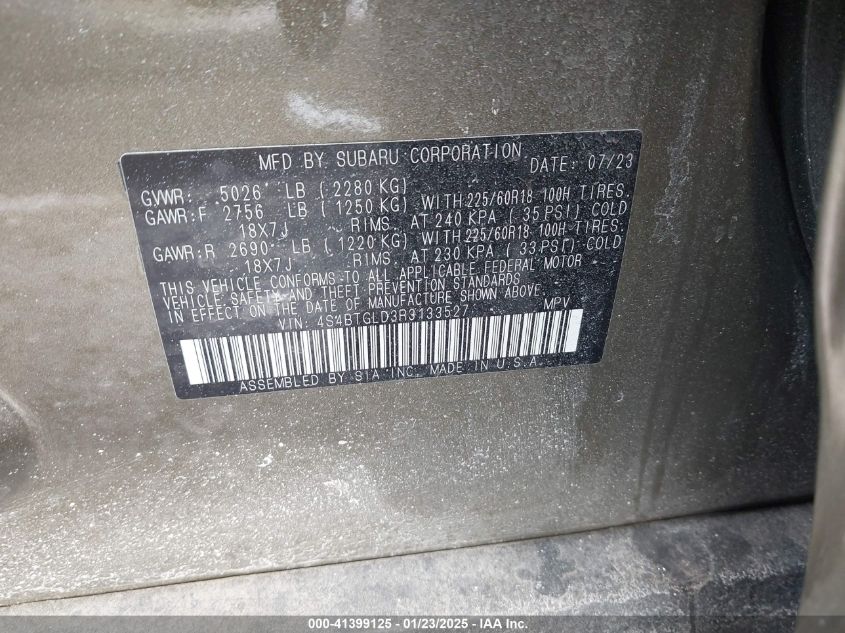 MFD BY SUBARU CORPORATION DATE: 07/23
GVWR: 5026 LB ( 2280 KG)
GAWR:F 2756 LB ( 1250 KG) WITH 225/60R18 100H TIRES.
18X7J RIMS. AT 240 KPA ( 35 PSI) COLD
GAWR:R 2690 LB ( 1220 KG) WITH 225/60R18 100H TIRES.
18X7J RIMS. AT 230 KPA ( 33 PSI) COLD
THIS VEHICLE CONFORMS TO ALL APPLICABLE FEDERAL MOTOR
VEHICLE SAFETY AND THEFT PREVENTION STANDARDS
IN EFFECT ON THE DATE OF MANUFACTURE SHOWN ABOVE.
VIN: 4S4BTGLD3R3133527 MPV
ASSEMBLED BY SIA INC. MADE IN U.S.A.
000-41399125 - 01/23/2025 - IAA Inc.